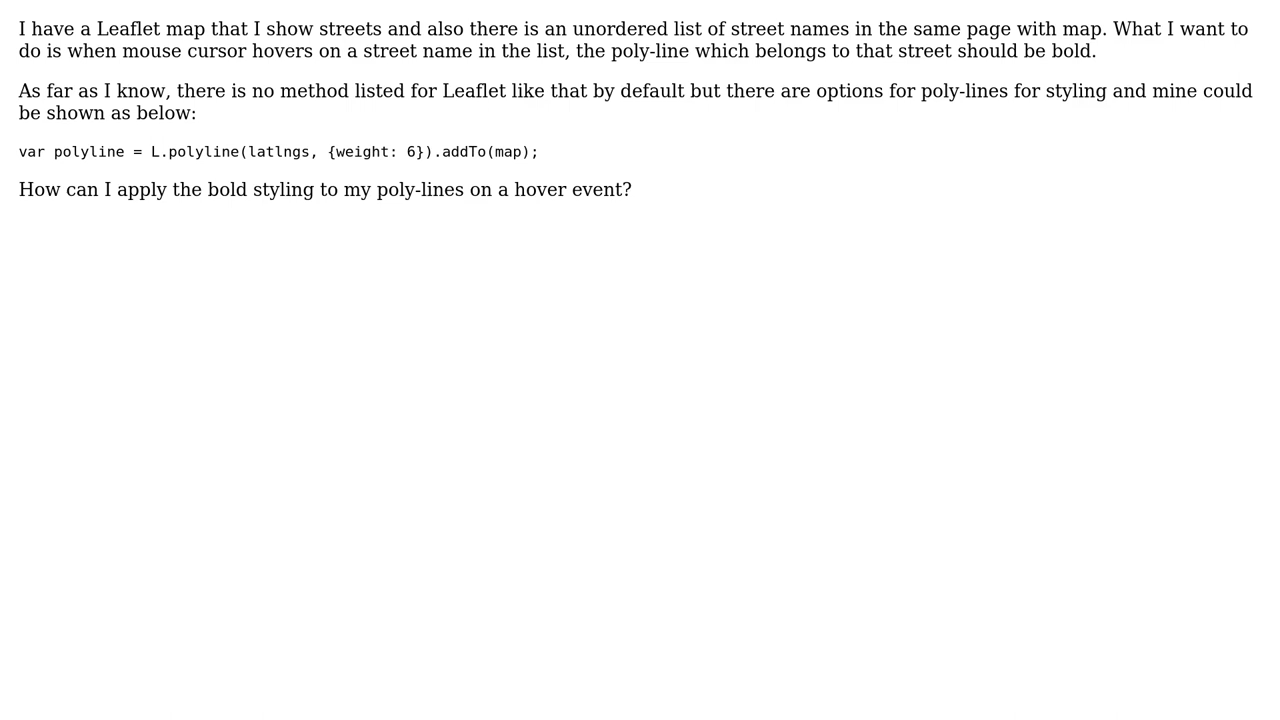 I have a Leaflet map that I show streets and also there is an unordered list of street names in the same page with map. What I want to
do is when mouse cursor hovers on a street name in the list, the poly-line which belongs to that street should be bold.
As far as I know, there is no method listed for Leaflet like that by default but there are options for poly-lines for styling and mine could
be shown as below:
var polyline = L.polyline(latlngs, {weight: 6}).addTo(map);
How can I apply the bold styling to my poly-lines on a hover event?